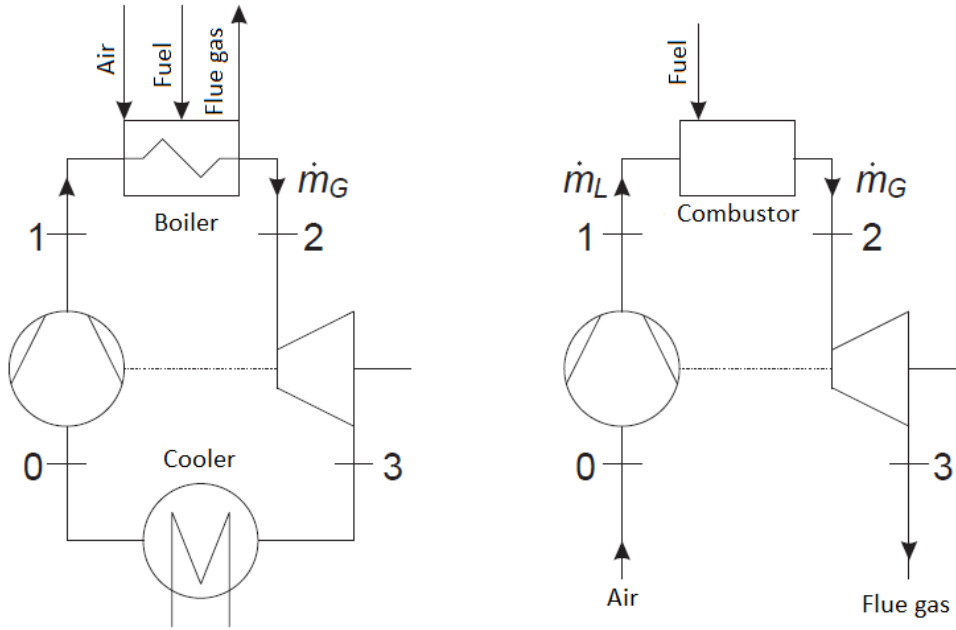 Air
Fuel
Flue gas
ṁG
Boiler
1
2
0
Cooler
3
Fuel
ṁL
ṁG
Combustor
1
2
0
3
Air
Flue gas